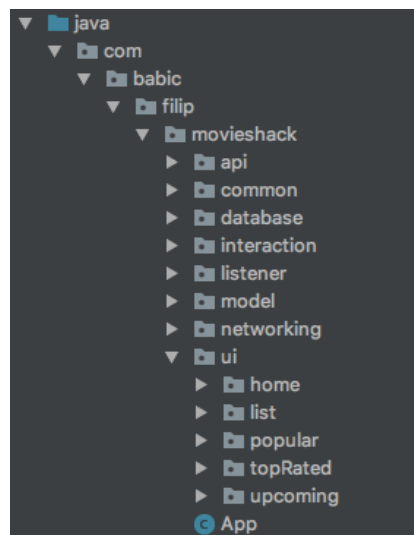 java
com
babic
filip
movieshack
api
common
database
interaction
listener
model
networking
ui
home
list
popular
topRated
upcoming
C App